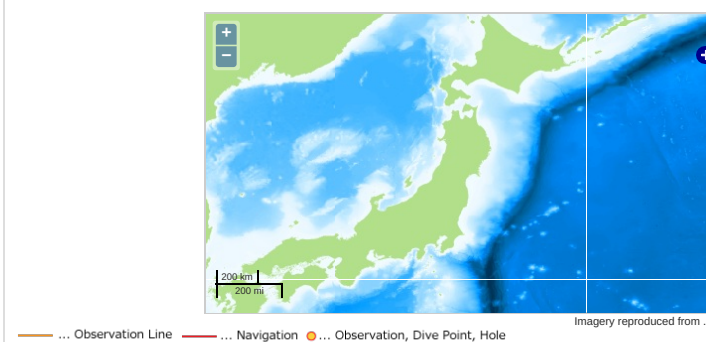 +
−
200 km
200 mi
Imagery reproduced from .
... Observation Line ... Navigation ... Observation, Dive Point, Hole